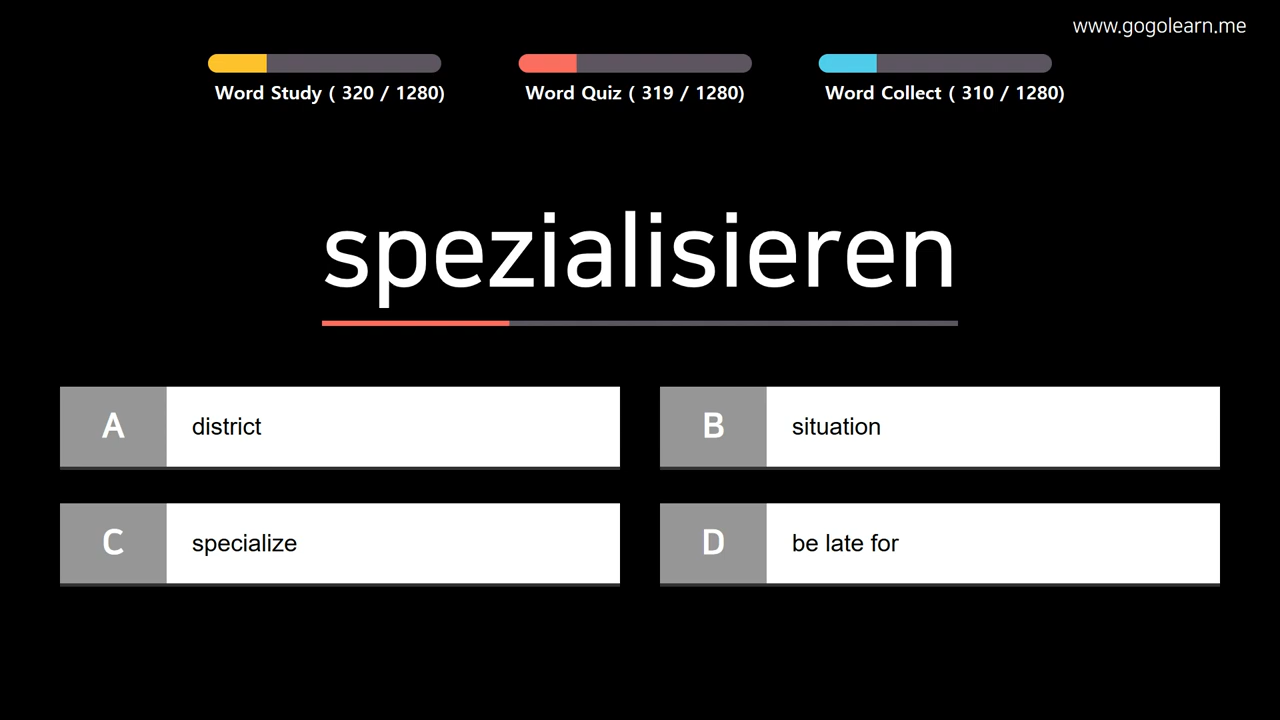 www.gogolearn.me
Word Study ( 320 / 1280)
Word Quiz ( 319 / 1280)
Word Collect ( 310 / 1280)
spezialisieren
A district
B situation
C specialize
D be late for